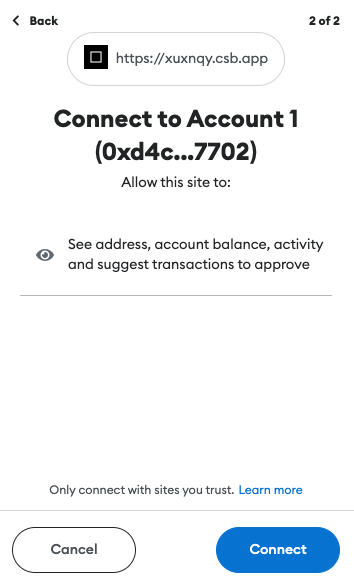 Back
2 of 2
https://xuxnqy.csb.app
Connect to Account 1
(0xd4c...7702)
Allow this site to:
See address, account balance, activity
and suggest transactions to approve
Only connect with sites you trust. Learn more
Cancel
Connect